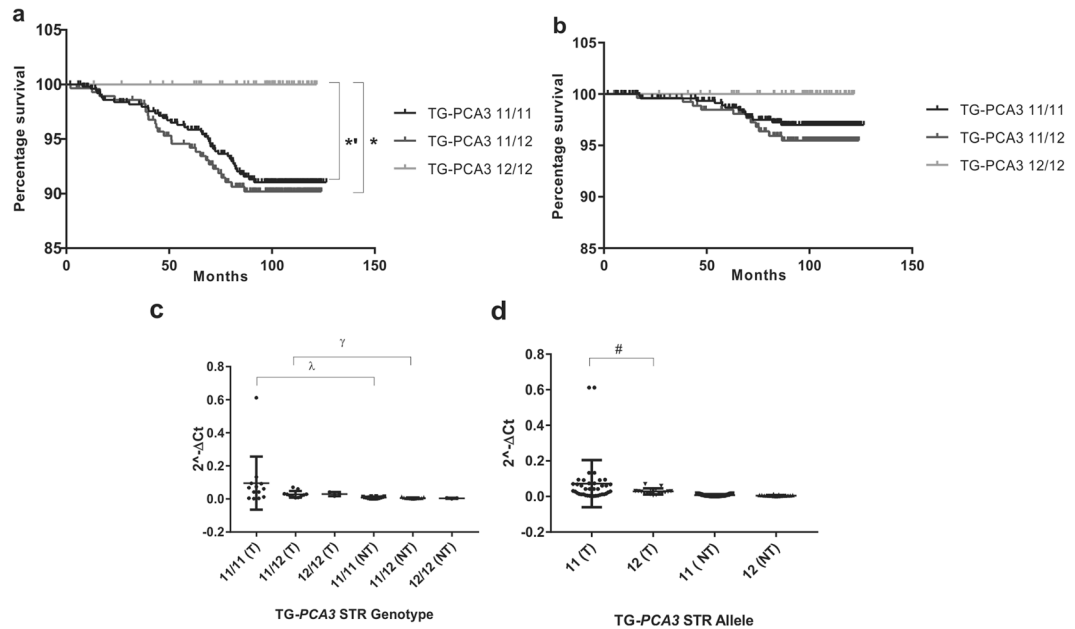 a
105
100
95
90
85
Percentage survival
0
50
100
150
Months
*'
*
TG-PCA3 11/11
TG-PCA3 11/12
TG-PCA3 12/12
b
105
100
95
90
85
Percentage survival
0
50
100
150
Months
TG-PCA3 11/11
TG-PCA3 11/12
TG-PCA3 12/12
c
0.8
0.6
0.4
0.2
0.0
-0.2
2^-ΔCt
γ
λ
11/11 (T)
11/12 (T)
12/12 (T)
11/11 (NT)
11/12 (NT)
12/12 (NT)
TG-PCA3 STR Genotype
d
0.8
0.6
0.4
0.2
0.0
-0.2
2^-ΔCt
#
11 (T)
12 (T)
11 ( NT)
12 (NT)
TG-PCA3 STR Allele